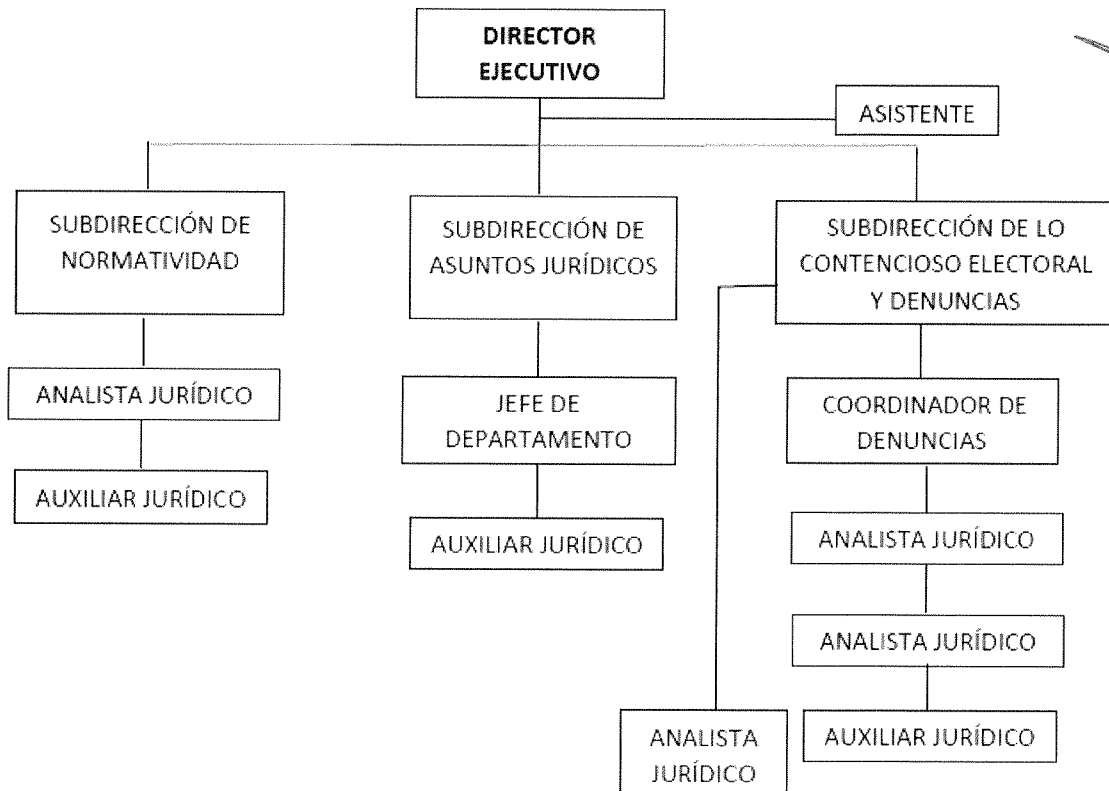 DIRECTOR
EJECUTIVO
ASISTENTE
SUBDIRECCIÓN DE
NORMATIVIDAD
ANALISTA JURÍDICO
AUXILIAR JURÍDICO
SUBDIRECCIÓN DE
ASUNTOS JURÍDICOS
JEFE DE
DEPARTAMENTO
AUXILIAR JURÍDICO
SUBDIRECCIÓN DE LO
CONTENCIOSO ELECTORAL
Y DENUNCIAS
COORDINADOR DE
DENUNCIAS
ANALISTA JURÍDICO
ANALISTA JURÍDICO
AUXILIAR JURÍDICO
ANALISTA
JURÍDICO